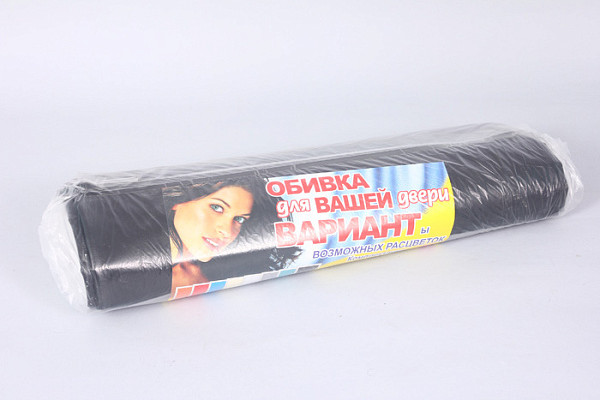 ОБИВКА
для ВАШЕЙ двери
ВАРИАНТы
ВОЗМОЖНЫХ РАСЦВЕТОК